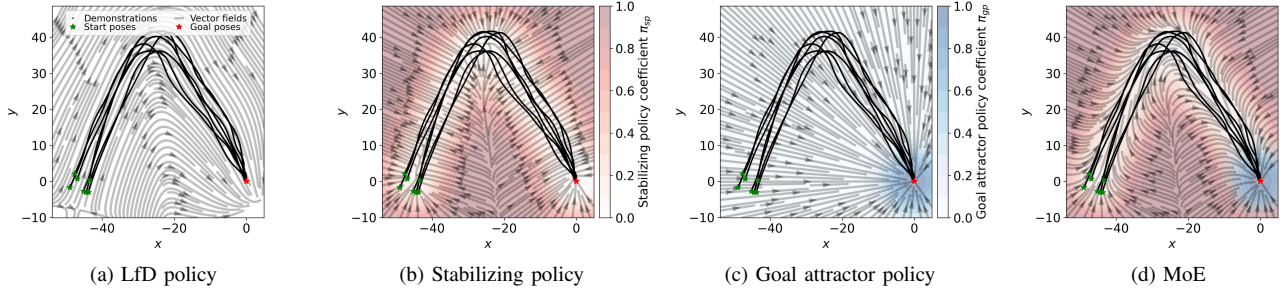 Demonstrations
Start poses
Vector fields
Goal poses
40
30
20
10
0
−10
y
−40
−20
0
x
(a) LfD policy
40
30
20
10
0
−10
y
−40
−20
0
x
1.0
0.8
0.6
0.4
0.2
0.0
Stabilizing policy coefficient πsp
(b) Stabilizing policy
40
30
20
10
0
−10
y
−40
−20
0
x
1.0
0.8
0.6
0.4
0.2
0.0
Goal attractor policy coefficient πgp
(c) Goal attractor policy
40
30
20
10
0
−10
y
−40
−20
0
x
(d) MoE